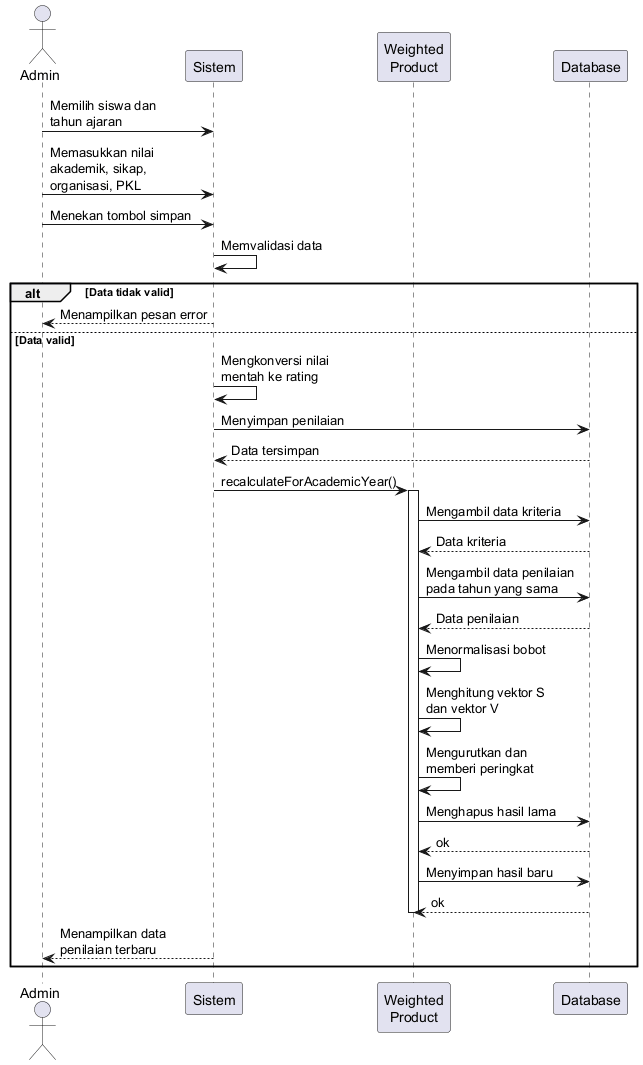 Admin
Sistem
Weighted
Product
Database
Memilih siswa dan
tahun ajaran
Memasukkan nilai
akademik, sikap,
organisasi, PKL
Menekan tombol simpan
Memvalidasi data
alt
[Data tidak valid]
Menampilkan pesan error
[Data valid]
Mengkonversi nilai
mentah ke rating
Menyimpan penilaian
Data tersimpan
recalculateForAcademicYear()
Mengambil data kriteria
Data kriteria
Mengambil data penilaian
pada tahun yang sama
Data penilaian
Menormalisasi bobot
Menghitung vektor S
dan vektor V
Mengurutkan dan
memberi peringkat
Menghapus hasil lama
ok
Menyimpan hasil baru
ok
Menampilkan data
penilaian terbaru
Admin
Sistem
Weighted
Product
Database